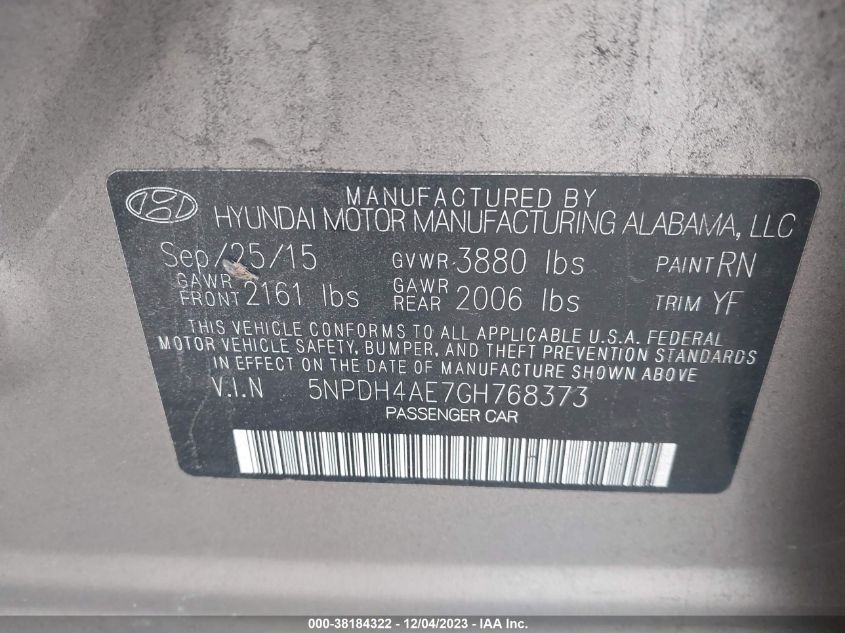 MANUFACTURED BY
HYUNDAI MOTOR MANUFACTURING ALABAMA, LLC
Sep/25/15 GVWR 3880 lbs PAINT RN
GAWR FRONT 2161 lbs GAWR REAR 2006 lbs TRIM YF
THIS VEHICLE CONFORMS TO ALL APPLICABLE U.S.A. FEDERAL
MOTOR VEHICLE SAFETY, BUMPER, AND THEFT PREVENTION STANDARDS
IN EFFECT ON THE DATE OF MANUFACTURE SHOWN ABOVE
V.I.N 5NPDH4AE7GH768373
PASSENGER CAR
000-38184322 - 12/04/2023 - IAA Inc.